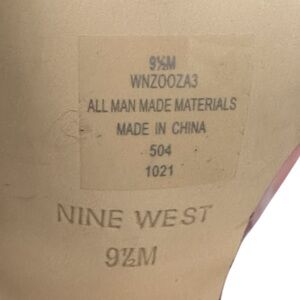 9½M
WNZOOZA3
ALL MAN MADE MATERIALS
MADE IN CHINA
504
1021
NINE WEST
9½M